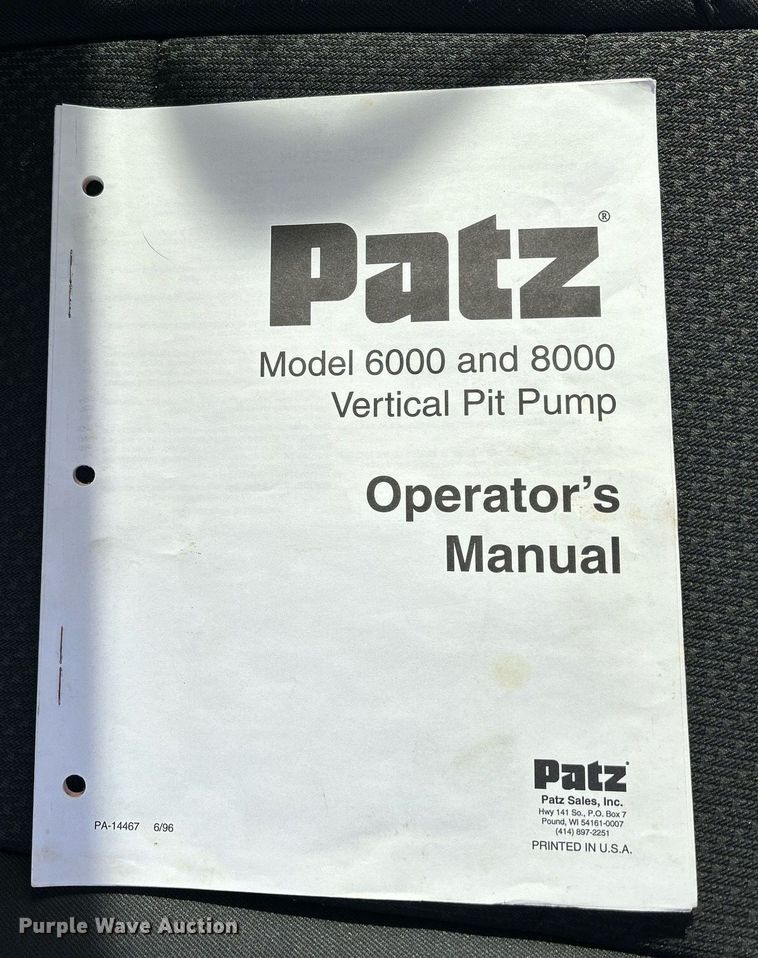 Patz®
Model 6000 and 8000
Vertical Pit Pump
Operator's
Manual
Patz®
Patz Sales, Inc.
Hwy 141 So., P.O. Box 7
Pound, WI 54161-0007
(414) 897-2251
PRINTED IN U.S.A.
PA-14467 6/96
Purple Wave Auction